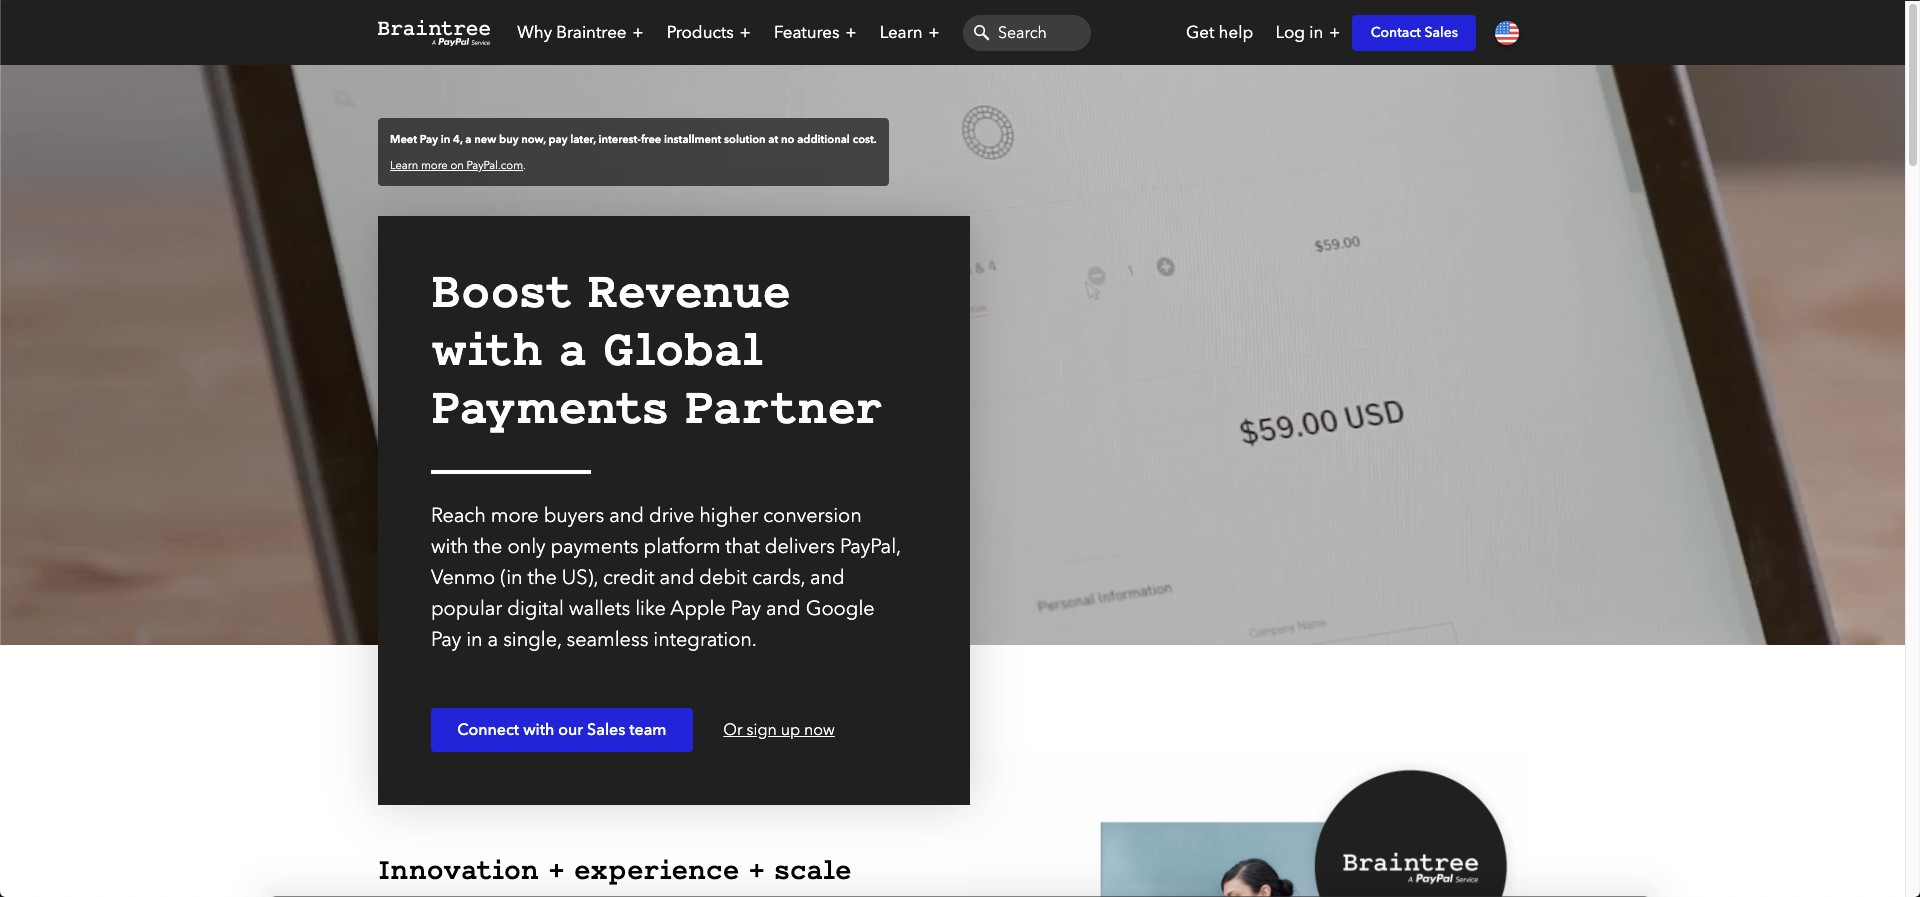 Braintree
A PayPal Service
Why Braintree +
Products +
Features +
Learn +
Search
Get help
Log in +
Contact Sales
Meet Pay in 4, a new buy now, pay later, interest-free installment solution at no additional cost.
Learn more on PayPal.com.
Boost Revenue
with a Global
Payments Partner
Reach more buyers and drive higher conversion
with the only payments platform that delivers PayPal,
Venmo (in the US), credit and debit cards, and
popular digital wallets like Apple Pay and Google
Pay in a single, seamless integration.
Connect with our Sales team
Or sign up now
& 4
1
$59.00
$59.00 USD
Personal Information
Company Name
Innovation + experience + scale
Braintree
A PayPal Service